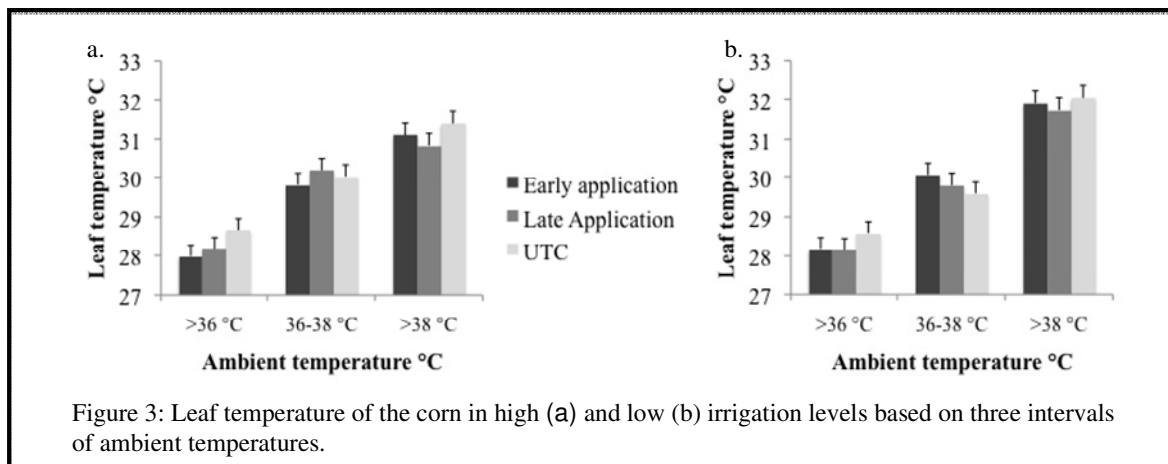 a.
33
32
31
30
29
28
27
Leaf temperature °C
>36 °C 36-38 °C >38 °C
Ambient temperature °C
Early application
Late Application
UTC
b.
33
32
31
30
29
28
27
Leaf temperature °C
>36 °C 36-38 °C >38 °C
Ambient temperature °C
Figure 3: Leaf temperature of the corn in high (a) and low (b) irrigation levels based on three intervals
of ambient temperatures.